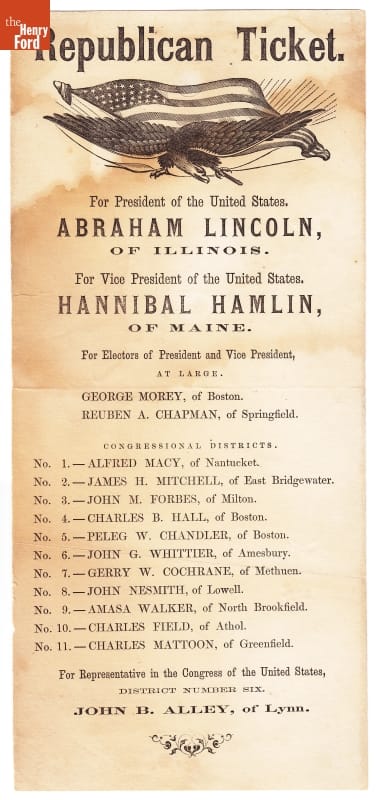 the
Henry
Ford
Republican Ticket.
For President of the United States.
ABRAHAM LINCOLN,
OF ILLINOIS.
For Vice President of the United States.
HANNIBAL HAMLIN,
OF MAINE.
For Electors of President and Vice President,
AT LARGE.
GEORGE MOREY, of Boston.
REUBEN A. CHAPMAN, of Springfield.
CONGRESSIONAL DISTRICTS.
No. 1.—ALFRED MACY, of Nantucket.
No. 2.—JAMES H. MITCHELL, of East Bridgewater.
No. 3.—JOHN M. FORBES, of Milton.
No. 4.—CHARLES B. HALL, of Boston.
No. 5.—PELEG W. CHANDLER, of Boston.
No. 6.—JOHN G. WHITTIER, of Amesbury.
No. 7.—GERRY W. COCHRANE, of Methuen.
No. 8.—JOHN NESMITH, of Lowell.
No. 9.—AMASA WALKER, of North Brookfield.
No. 10.—CHARLES FIELD, of Athol.
No. 11.—CHARLES MATTOON, of Greenfield.
For Representative in the Congress of the United States,
DISTRICT NUMBER SIX.
JOHN B. ALLEY, of Lynn.